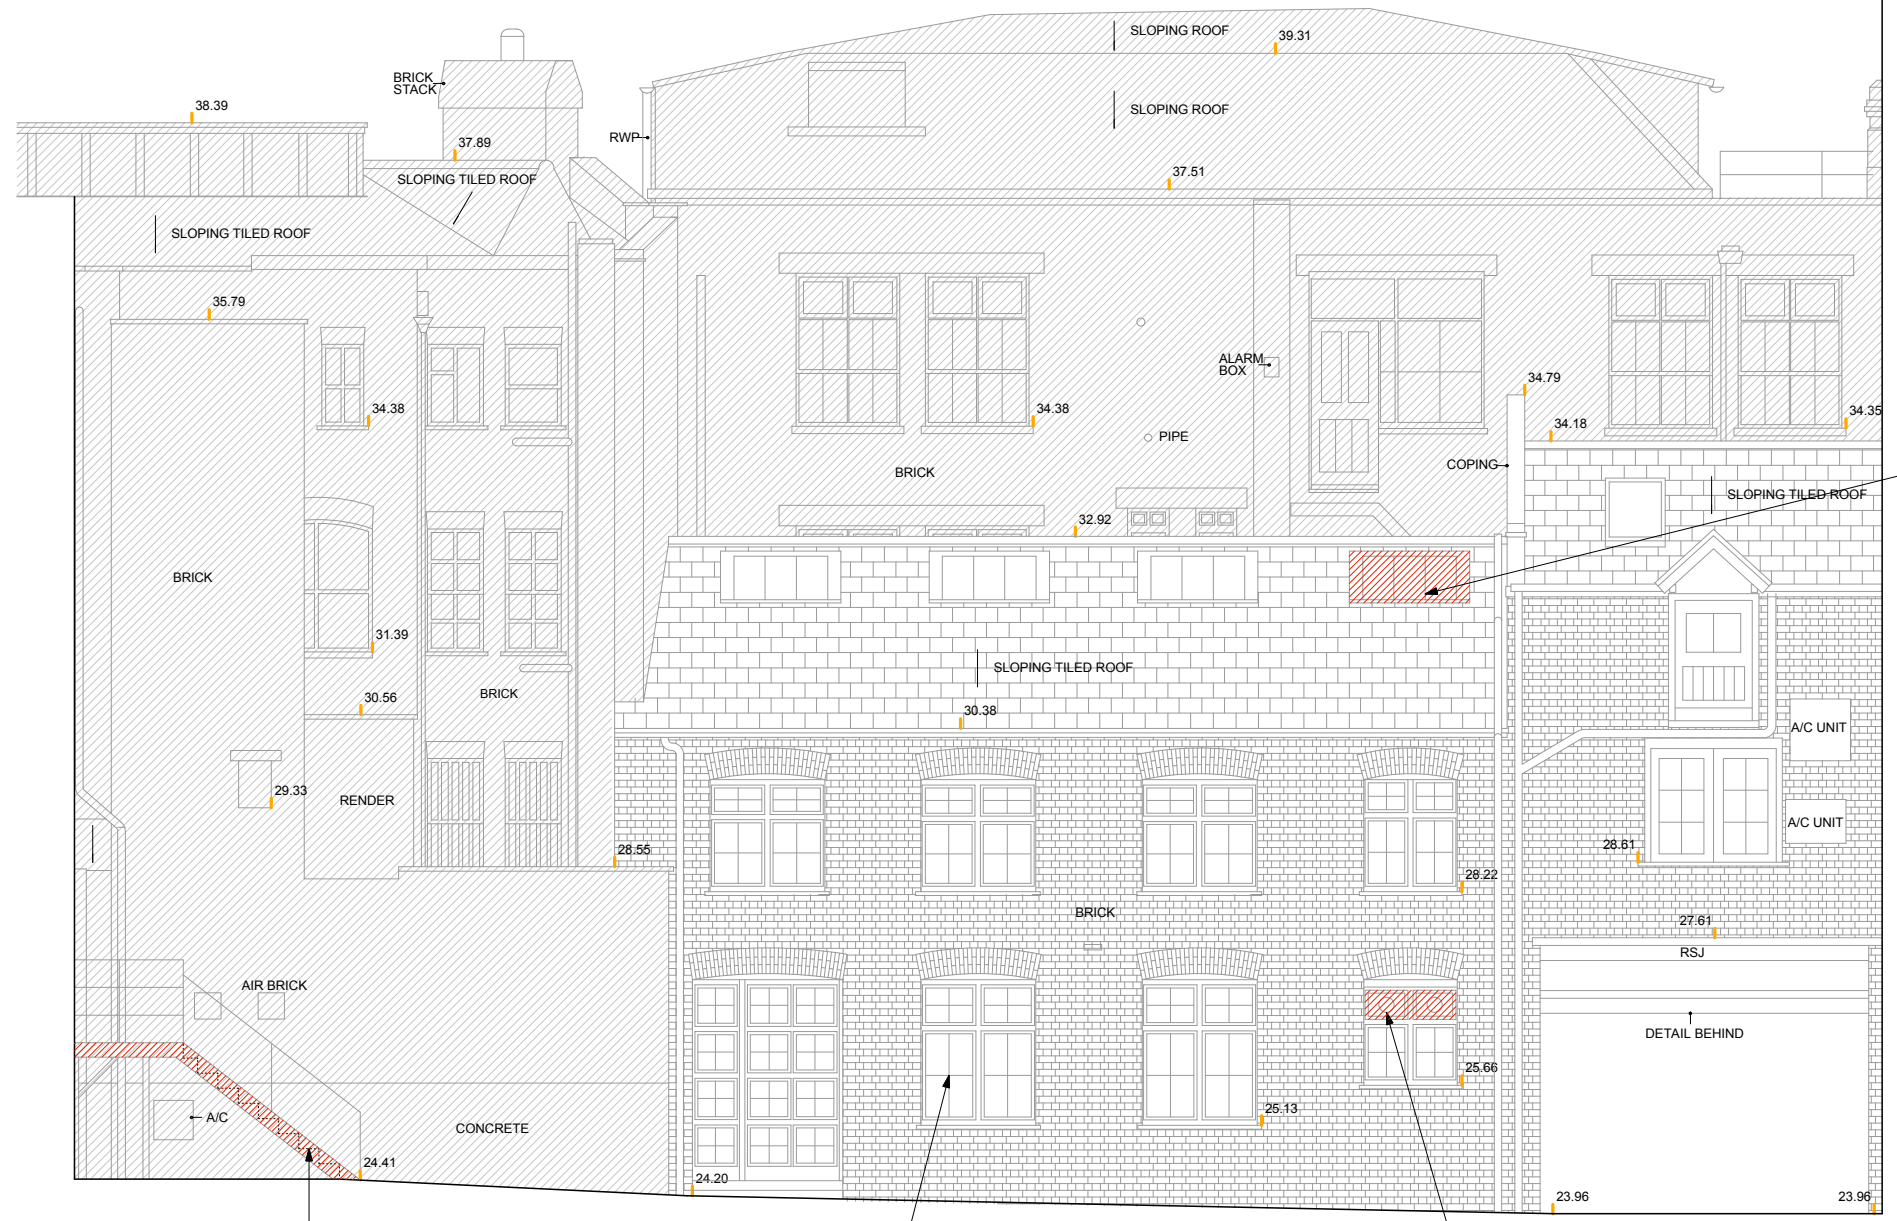 SLOPING ROOF
39.31
BRICK
STACK
38.39
SLOPING ROOF
RWP
37.89
SLOPING TILED ROOF
37.51
SLOPING TILED ROOF
35.79
ALARM
BOX
34.79
34.38
34.38
34.35
34.18
PIPE
COPING
BRICK
SLOPING TILED ROOF
32.92
BRICK
31.39
SLOPING TILED ROOF
BRICK
30.56
30.38
A/C UNIT
29.33
RENDER
A/C UNIT
28.61
28.55
28.22
BRICK
27.61
RSJ
AIR BRICK
DETAIL BEHIND
25.66
25.13
A/C
CONCRETE
24.41
24.20
23.96
23.96